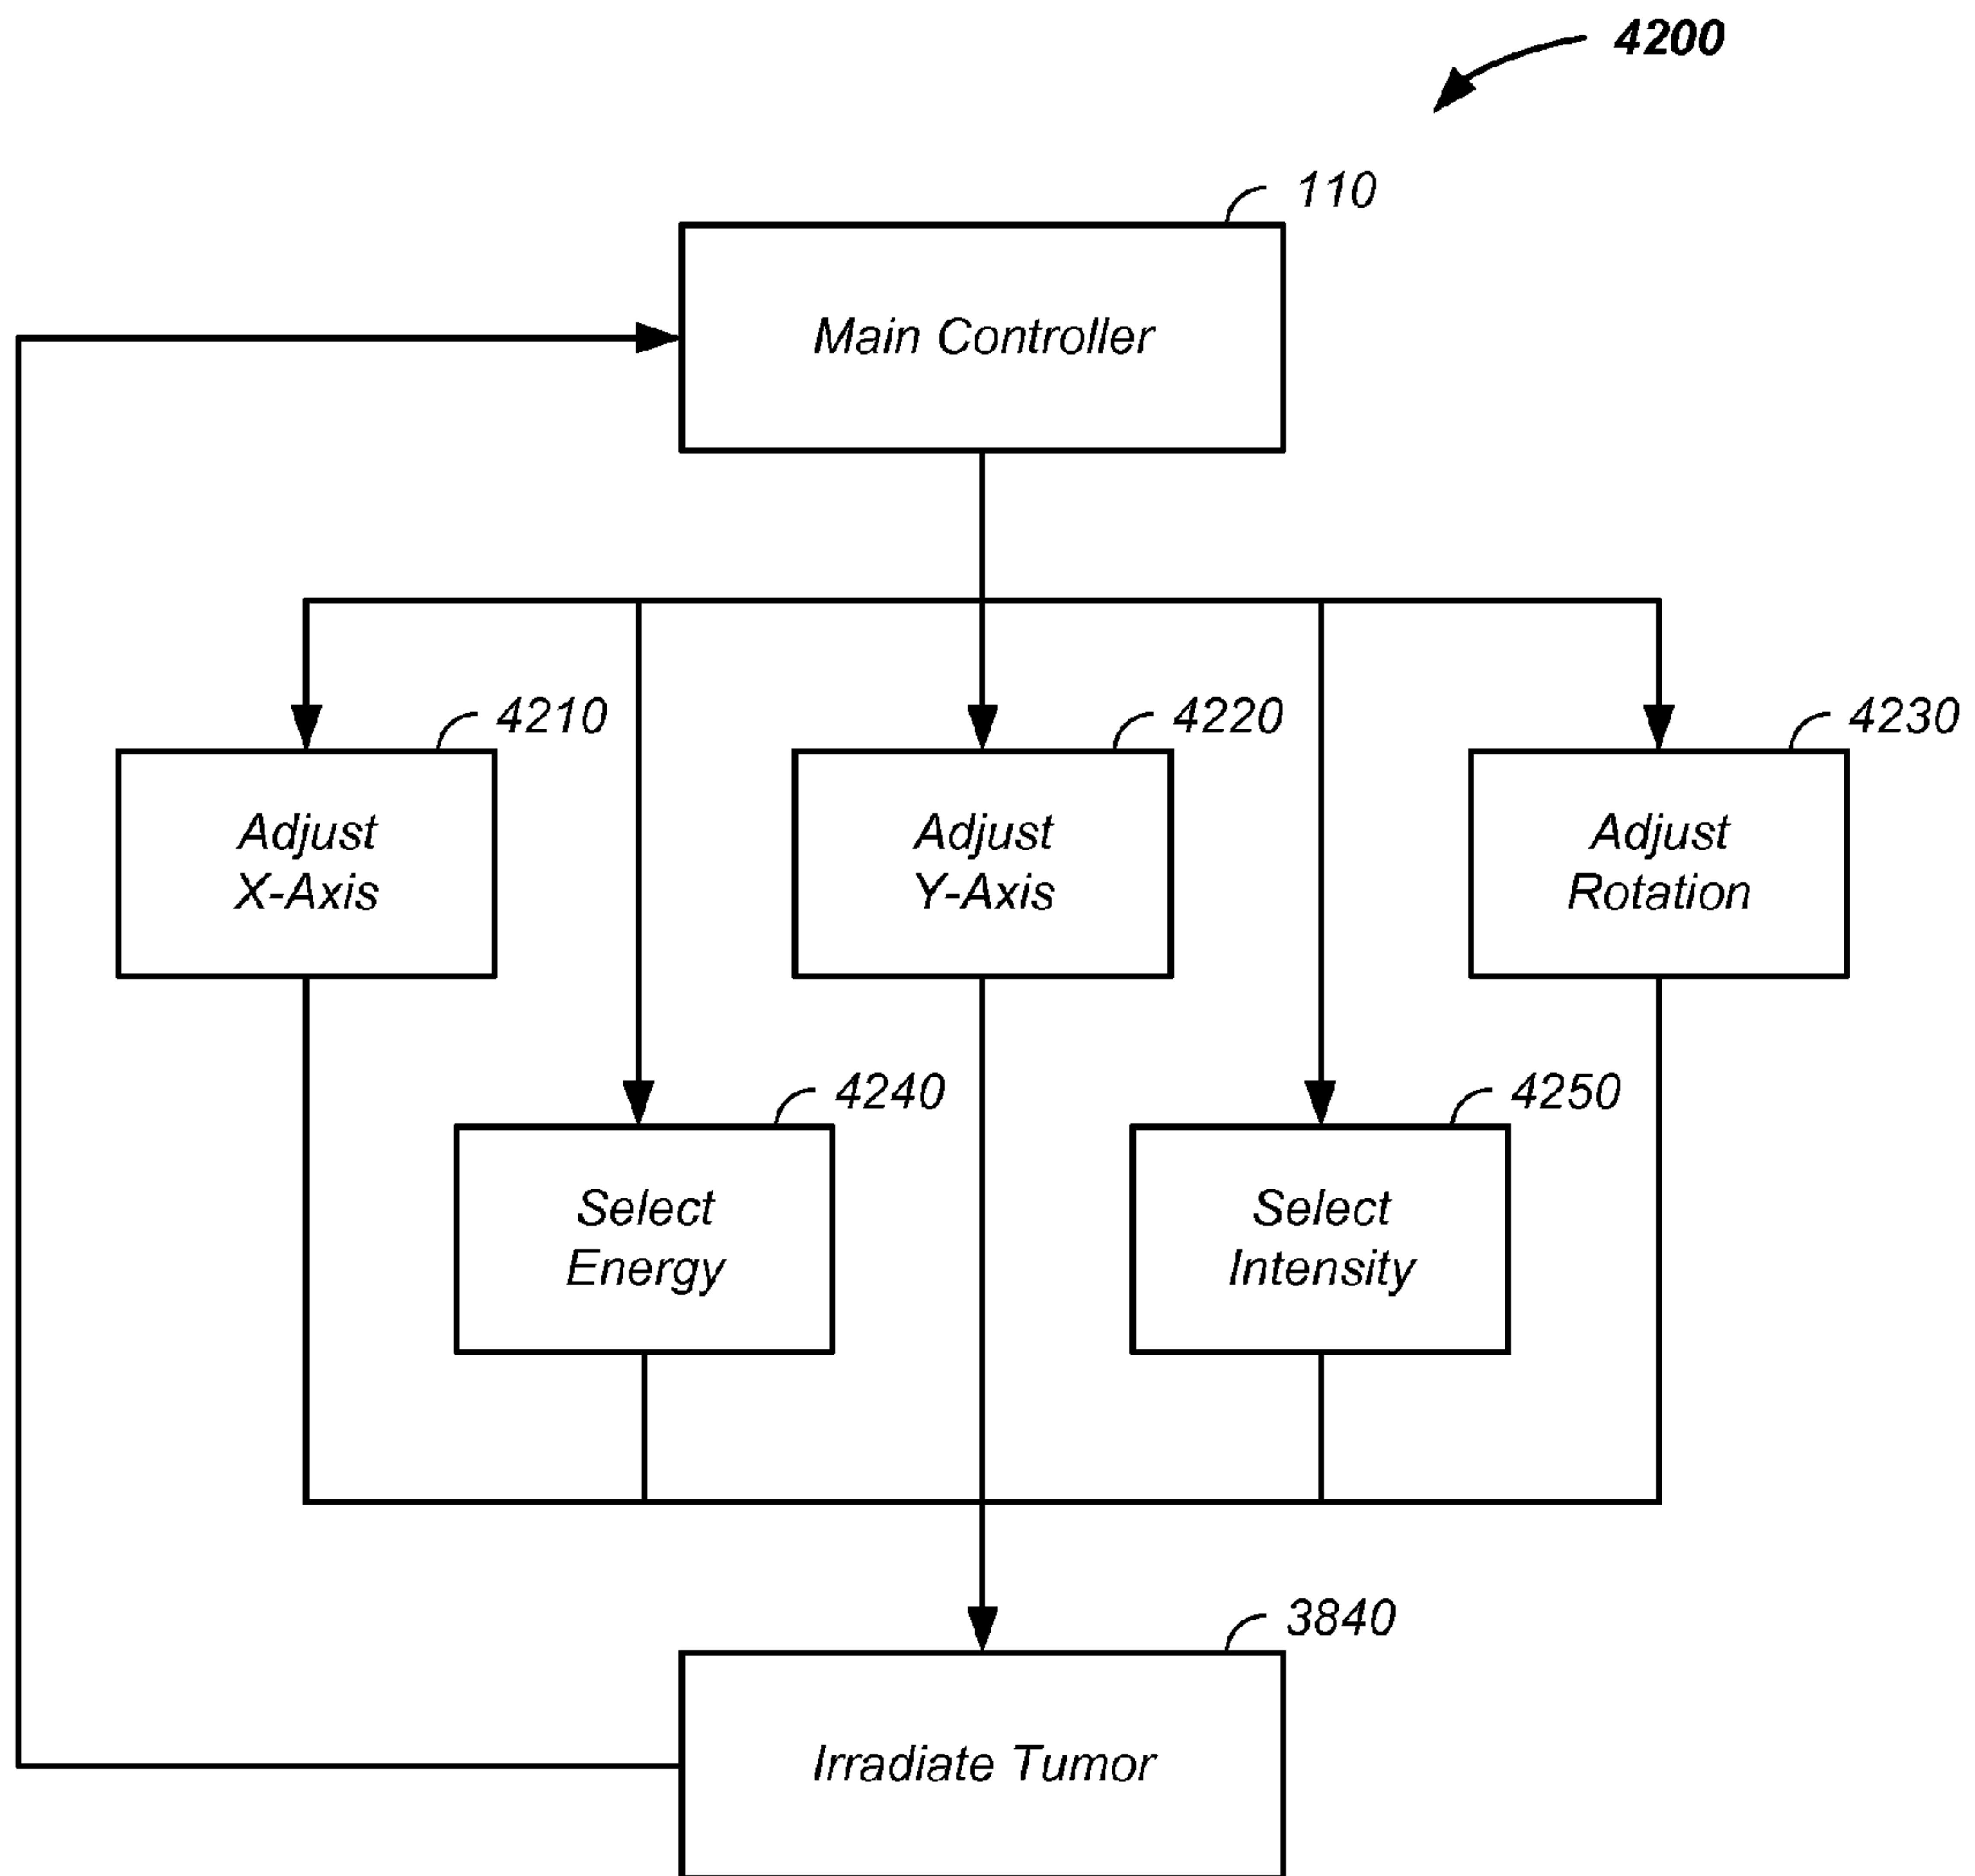 4200
110
Main Controller
4210
4220
4230
Adjust
X-Axis
Adjust
Y-Axis
Adjust
Rotation
4240
4250
Select
Energy
Select
Intensity
3840
Irradiate Tumor